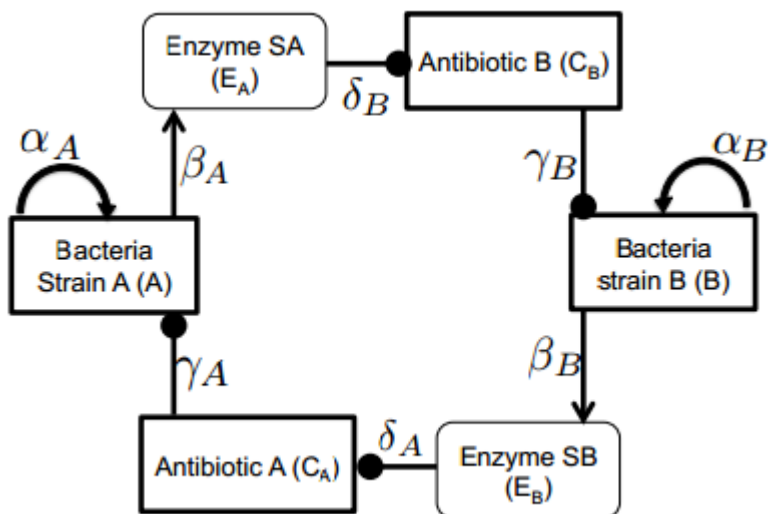 Enzyme SA
(E_A)
δ_B
Antibiotic B (C_B)
α_A
β_A
γ_B
α_B
Bacteria
Strain A (A)
Bacteria
strain B (B)
γ_A
β_B
Antibiotic A (C_A)
δ_A
Enzyme SB
(E_B)